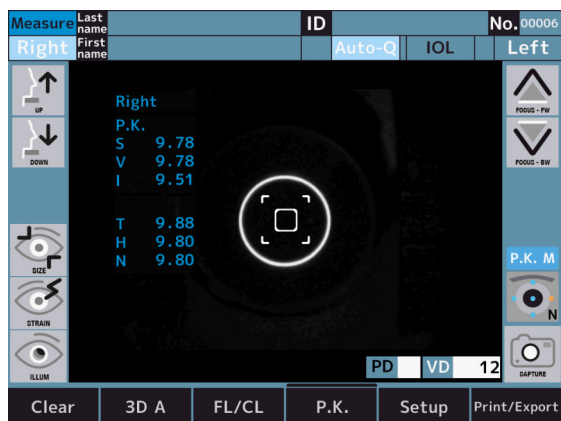 Measure Last name ID No. 00006
Right First name Auto-Q IOL Left
UP
DOWN
SIZE
STRAIN
ILLUM
Right
P.K.
S 9.78
V 9.78
I 9.51
T 9.88
H 9.80
N 9.80
FOCUS - FW
FOCUS - BW
P.K. M
N
CAPTURE
PD VD 12
Clear 3D A FL/CL P.K. Setup Print/Export